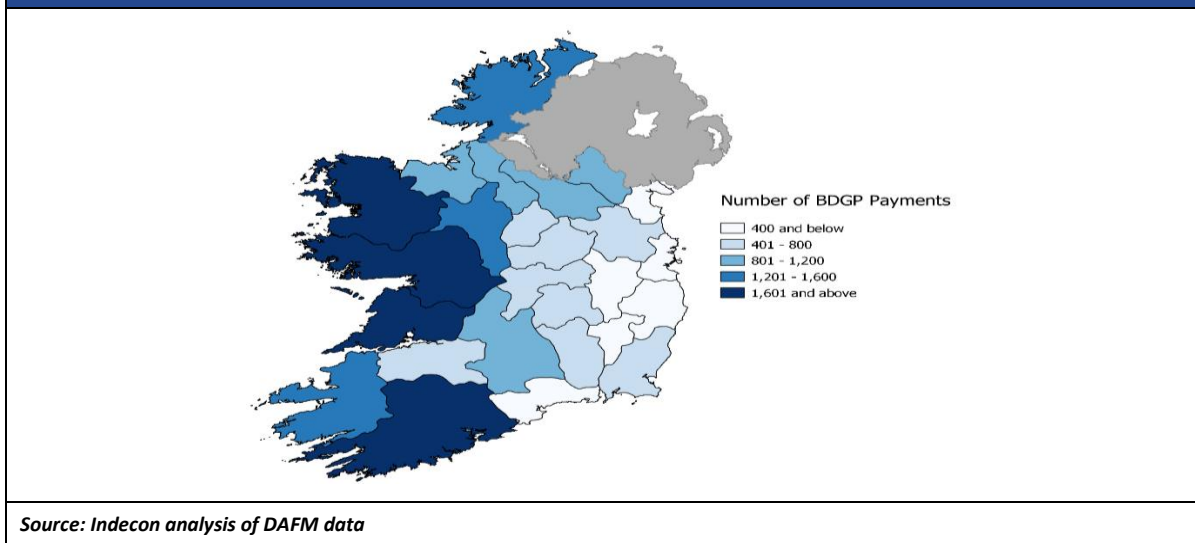 Number of BDGP Payments
400 and below
401 - 800
801 - 1,200
1,201 - 1,600
1,601 and above
Source: Indecon analysis of DAFM data